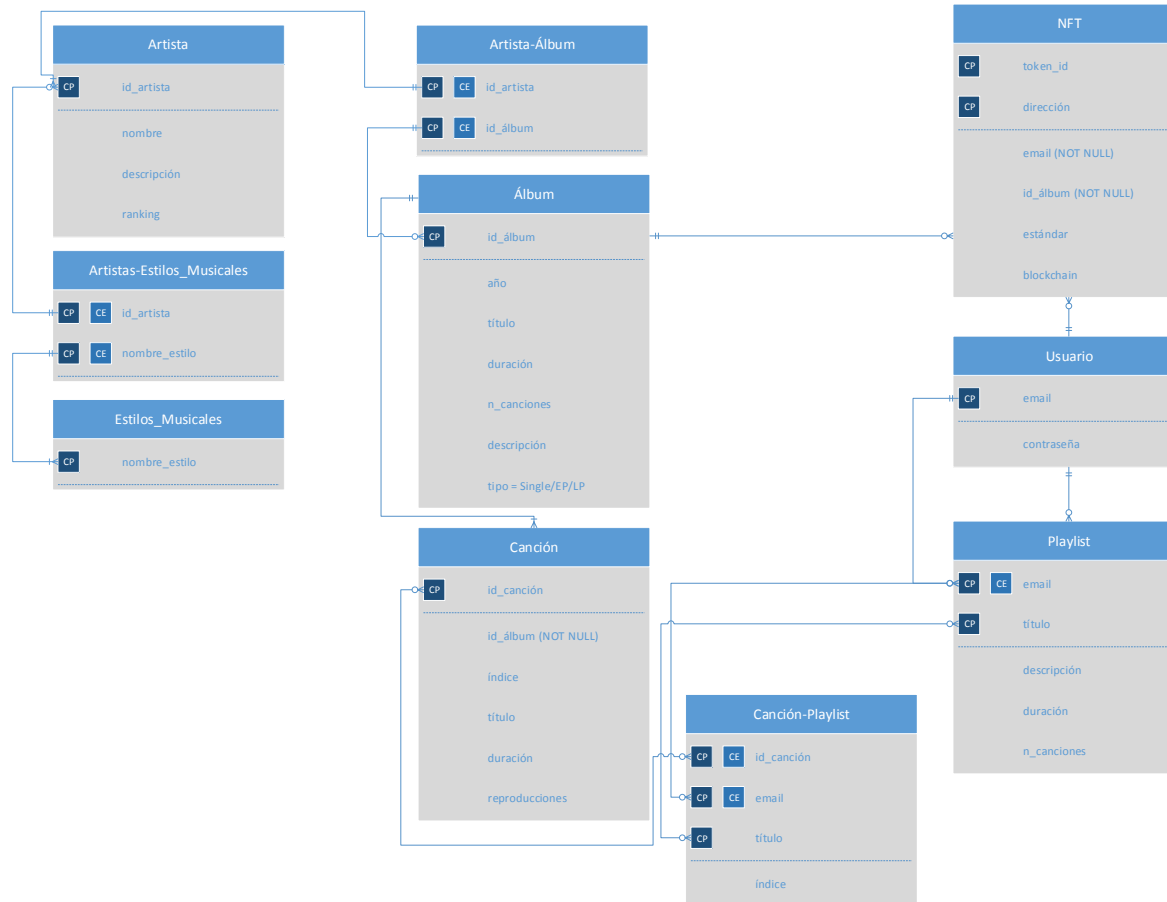 Artista
CP id_artista
nombre
descripción
ranking
Artistas-Estilos_Musicales
CP CE id_artista
CP CE nombre_estilo
Estilos_Musicales
CP nombre_estilo
Artista-Álbum
CP CE id_artista
CP CE id_álbum
Álbum
CP id_álbum
año
título
duración
n_canciones
descripción
tipo = Single/EP/LP
Canción
CP id_canción
id_álbum (NOT NULL)
índice
título
duración
reproducciones
Canción-Playlist
CP CE id_canción
CP CE email
CP título
índice
NFT
CP token_id
CP dirección
email (NOT NULL)
id_álbum (NOT NULL)
estándar
blockchain
Usuario
CP email
contraseña
Playlist
CP CE email
CP título
descripción
duración
n_canciones